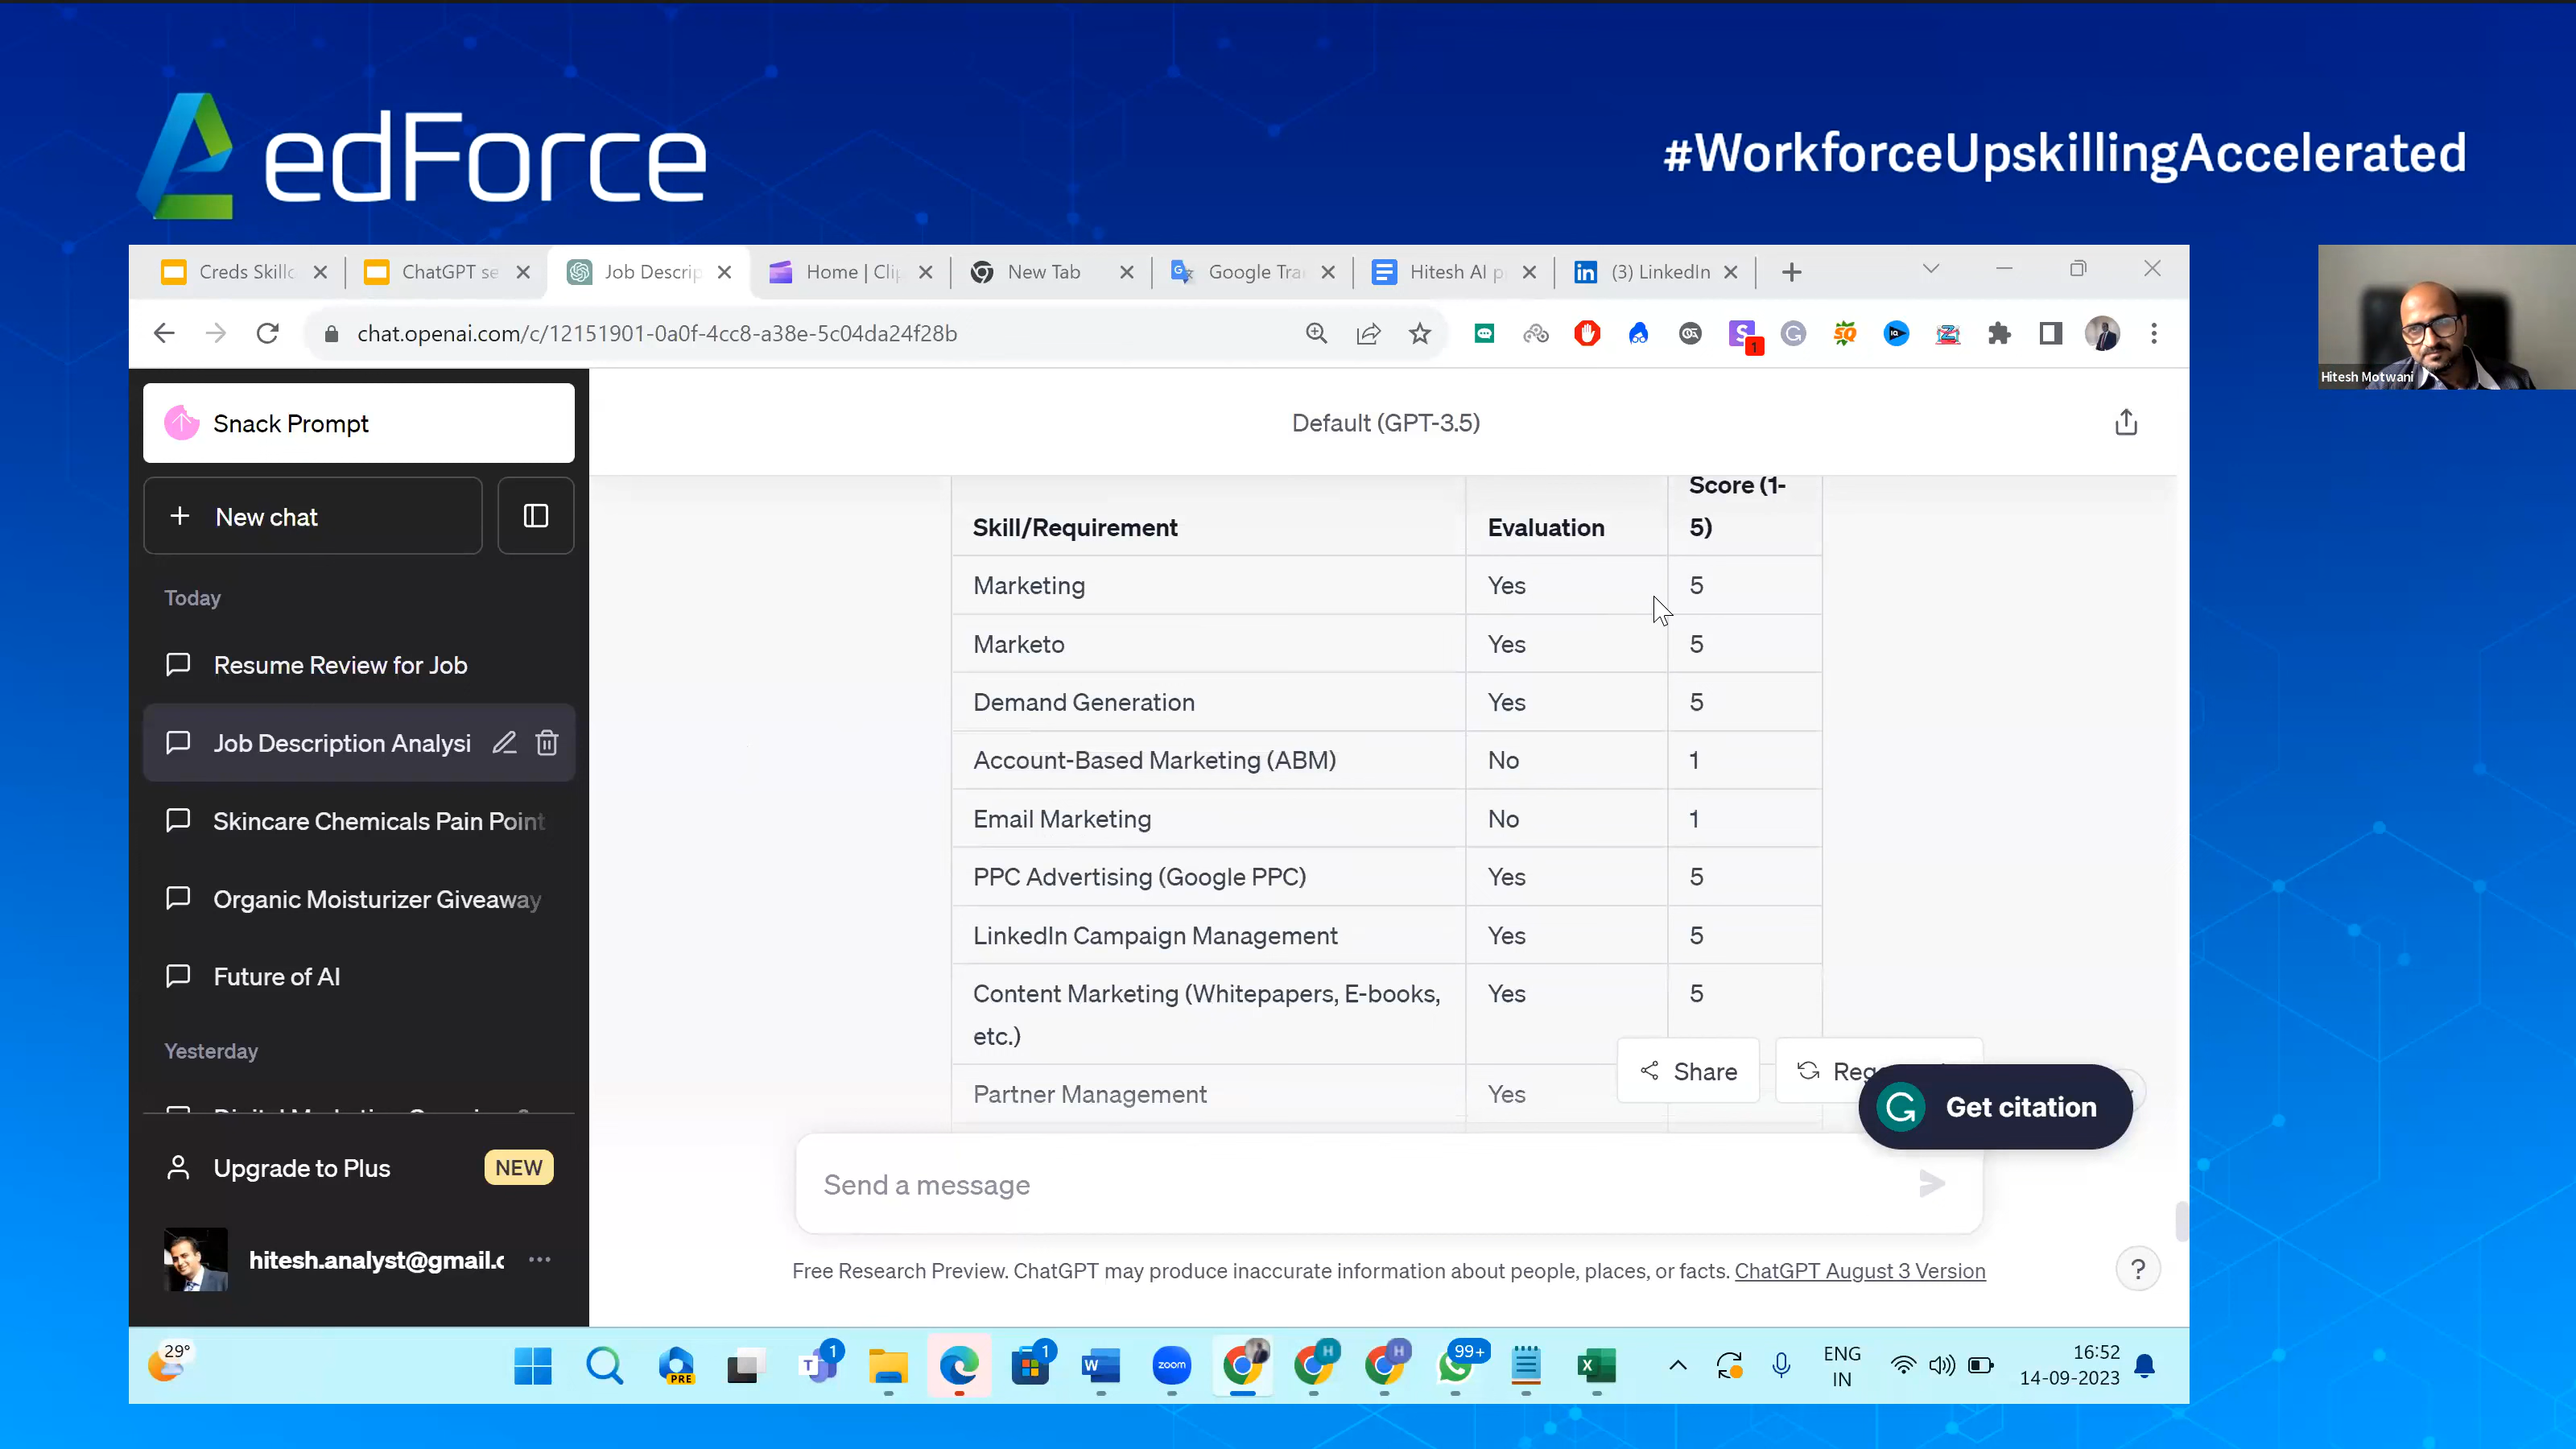 edForce
#WorkforceUpskillingAccelerated
Creds Skill
ChatGPT se
Job Descrip
Home | Clip
New Tab
Google Tra
Hitesh AI p
(3) LinkedIn
chat.openai.com/c/12151901-0a0f-4cc8-a38e-5c04da24f28b
1
Hitesh Motwani
Snack Prompt
Default (GPT-3.5)
New chat
Today
Resume Review for Job
Job Description Analysi
Skincare Chemicals Pain Point
Organic Moisturizer Giveaway
Future of AI
Yesterday
Upgrade to Plus NEW
hitesh.analyst@gmail.c
Skill/Requirement Evaluation Score (1-5)
Marketing Yes 5
Marketo Yes 5
Demand Generation Yes 5
Account-Based Marketing (ABM) No 1
Email Marketing No 1
PPC Advertising (Google PPC) Yes 5
LinkedIn Campaign Management Yes 5
Content Marketing (Whitepapers, E-books, Yes 5
etc.)
Partner Management Yes
Share
Reg
Get citation
Send a message
Free Research Preview. ChatGPT may produce inaccurate information about people, places, or facts. ChatGPT August 3 Version
?
29°
PRE
1
1
zoom
99+
ENG
IN
16:52
14-09-2023